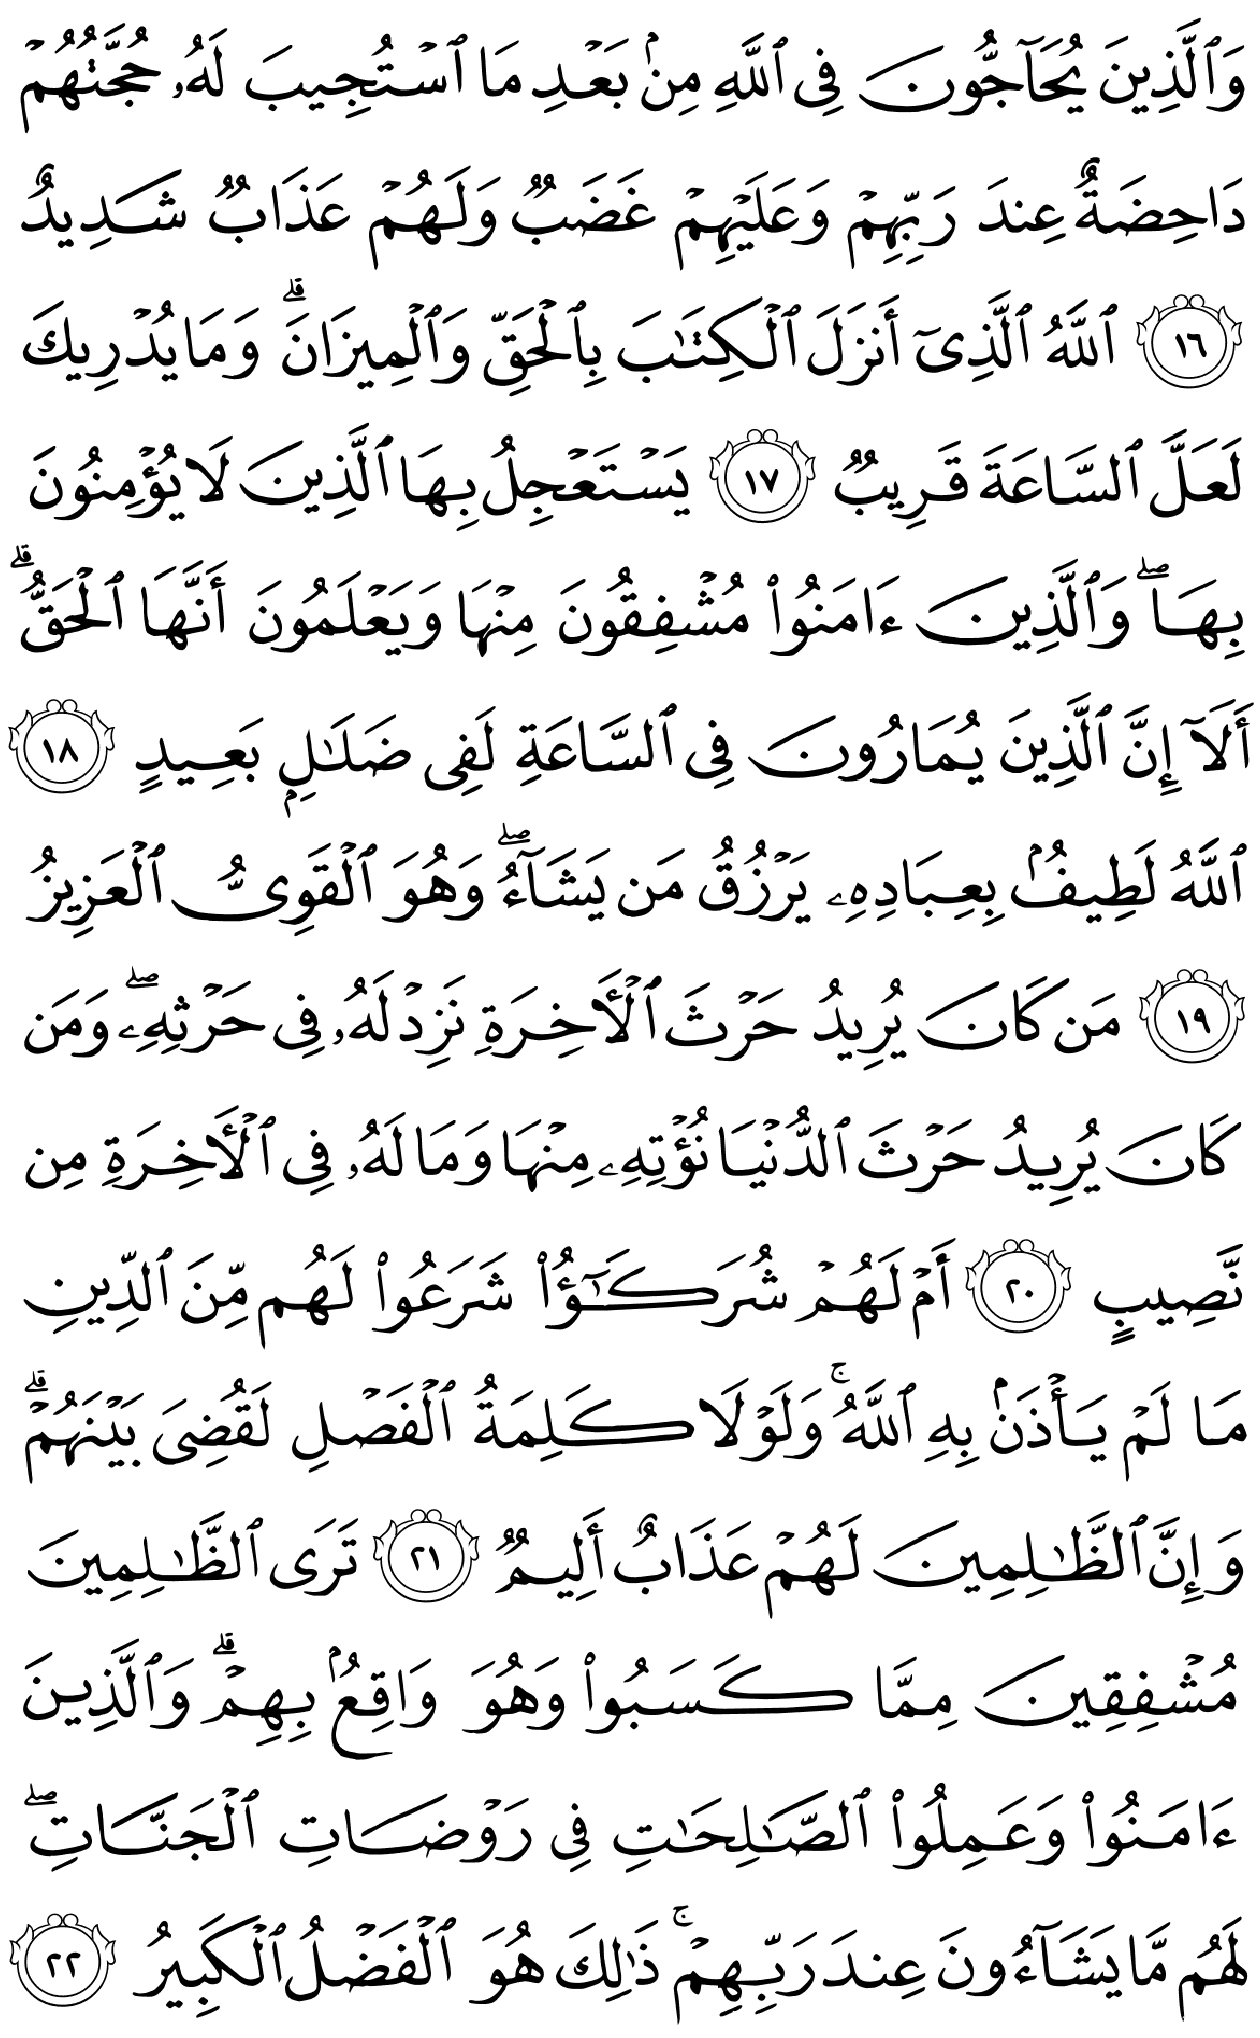 وَٱلَّذِينَ يُحَآجُّونَ فِى ٱللَّهِ مِنۢ بَعْدِ مَا ٱسْتُجِيبَ لَهُۥ حُجَّتُهُمْ
دَاحِضَةٌ عِندَ رَبِّهِمْ وَعَلَيْهِمْ غَضَبٌ وَلَهُمْ عَذَابٌ شَدِيدٌ
١٦ ٱللَّهُ ٱلَّذِىٓ أَنزَلَ ٱلْكِتَٰبَ بِٱلْحَقِّ وَٱلْمِيزَانَ ۗ وَمَا يُدْرِيكَ
لَعَلَّ ٱلسَّاعَةَ قَرِيبٌ ١٧ يَسْتَعْجِلُ بِهَا ٱلَّذِينَ لَا يُؤْمِنُونَ
بِهَا ۖ وَٱلَّذِينَ ءَامَنُوا۟ مُشْفِقُونَ مِنْهَا وَيَعْلَمُونَ أَنَّهَا ٱلْحَقُّ ۗ
أَلَآ إِنَّ ٱلَّذِينَ يُمَارُونَ فِى ٱلسَّاعَةِ لَفِى ضَلَٰلٍۭ بَعِيدٍ ١٨
ٱللَّهُ لَطِيفٌۢ بِعِبَادِهِۦ يَرْزُقُ مَن يَشَآءُ ۖ وَهُوَ ٱلْقَوِىُّ ٱلْعَزِيزُ
١٩ مَن كَانَ يُرِيدُ حَرْثَ ٱلْءَاخِرَةِ نَزِدْ لَهُۥ فِى حَرْثِهِۦ ۖ وَمَن
كَانَ يُرِيدُ حَرْثَ ٱلدُّنْيَا نُؤْتِهِۦ مِنْهَا وَمَا لَهُۥ فِى ٱلْءَاخِرَةِ مِن
نَّصِيبٍ ٢٠ أَمْ لَهُمْ شُرَكَٰٓؤُا۟ شَرَعُوا۟ لَهُم مِّنَ ٱلدِّينِ
مَا لَمْ يَأْذَنۢ بِهِ ٱللَّهُ ۚ وَلَوْلَا كَلِمَةُ ٱلْفَصْلِ لَقُضِىَ بَيْنَهُمْ ۗ
وَإِنَّ ٱلظَّٰلِمِينَ لَهُمْ عَذَابٌ أَلِيمٌ ٢١ تَرَى ٱلظَّٰلِمِينَ
مُشْفِقِينَ مِمَّا كَسَبُوا۟ وَهُوَ وَاقِعٌۢ بِهِمْ ۗ وَٱلَّذِينَ
ءَامَنُوا۟ وَعَمِلُوا۟ ٱلصَّٰلِحَٰتِ فِى رَوْضَاتِ ٱلْجَنَّاتِ ۖ
لَهُم مَّا يَشَآءُونَ عِندَ رَبِّهِمْ ۚ ذَٰلِكَ هُوَ ٱلْفَضْلُ ٱلْكَبِيرُ ٢٢